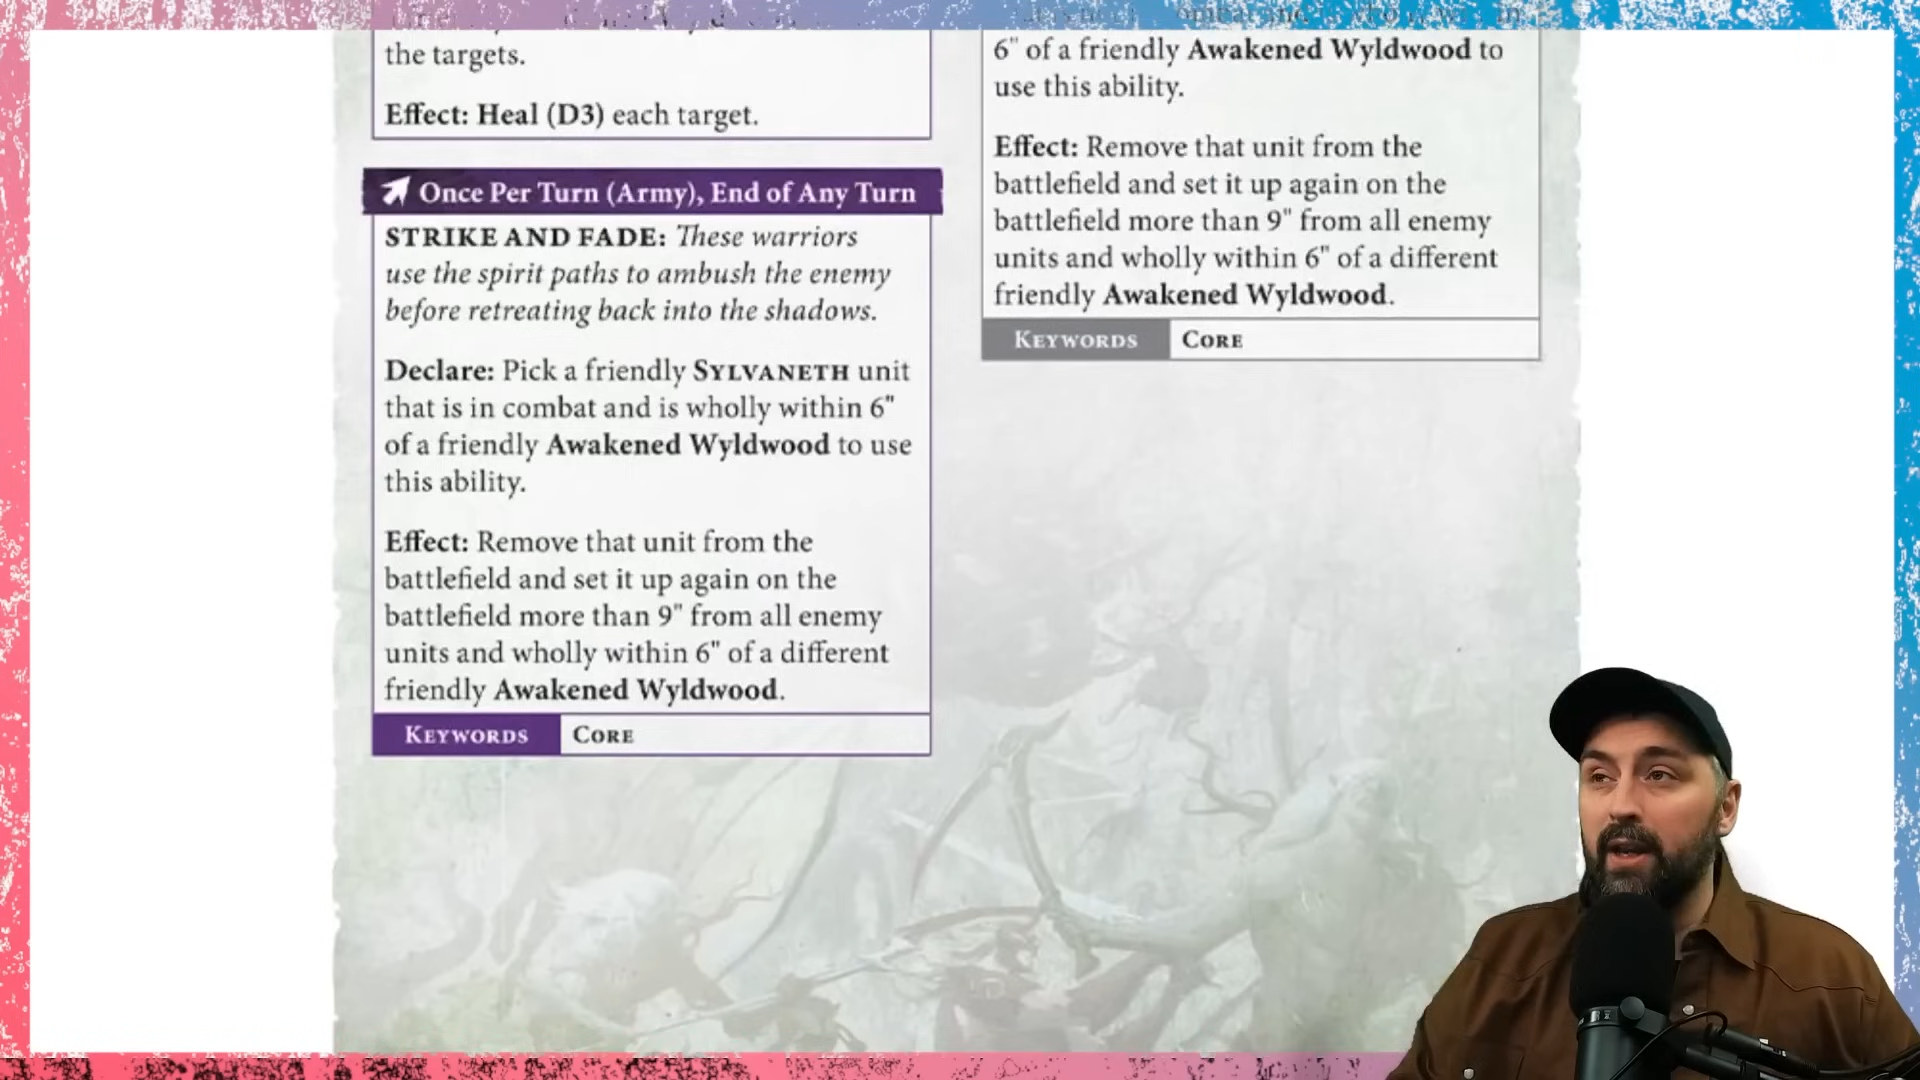 the targets.
Effect: Heal (D3) each target.
Once Per Turn (Army), End of Any Turn
STRIKE AND FADE: These warriors
use the spirit paths to ambush the enemy
before retreating back into the shadows.
Declare: Pick a friendly SYLVANETH unit
that is in combat and is wholly within 6"
of a friendly Awakened Wyldwood to use
this ability.
Effect: Remove that unit from the
battlefield and set it up again on the
battlefield more than 9" from all enemy
units and wholly within 6" of a different
friendly Awakened Wyldwood.
KEYWORDS CORE
6" of a friendly Awakened Wyldwood to
use this ability.
Effect: Remove that unit from the
battlefield and set it up again on the
battlefield more than 9" from all enemy
units and wholly within 6" of a different
friendly Awakened Wyldwood.
KEYWORDS CORE